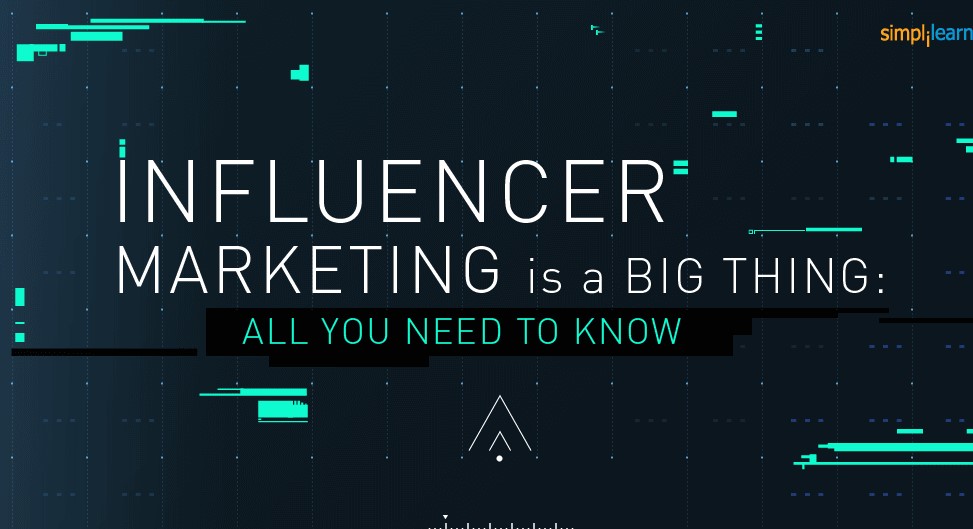 simplilearn
INFLUENCER
MARKETING is a BIG THING:
ALL YOU NEED TO KNOW